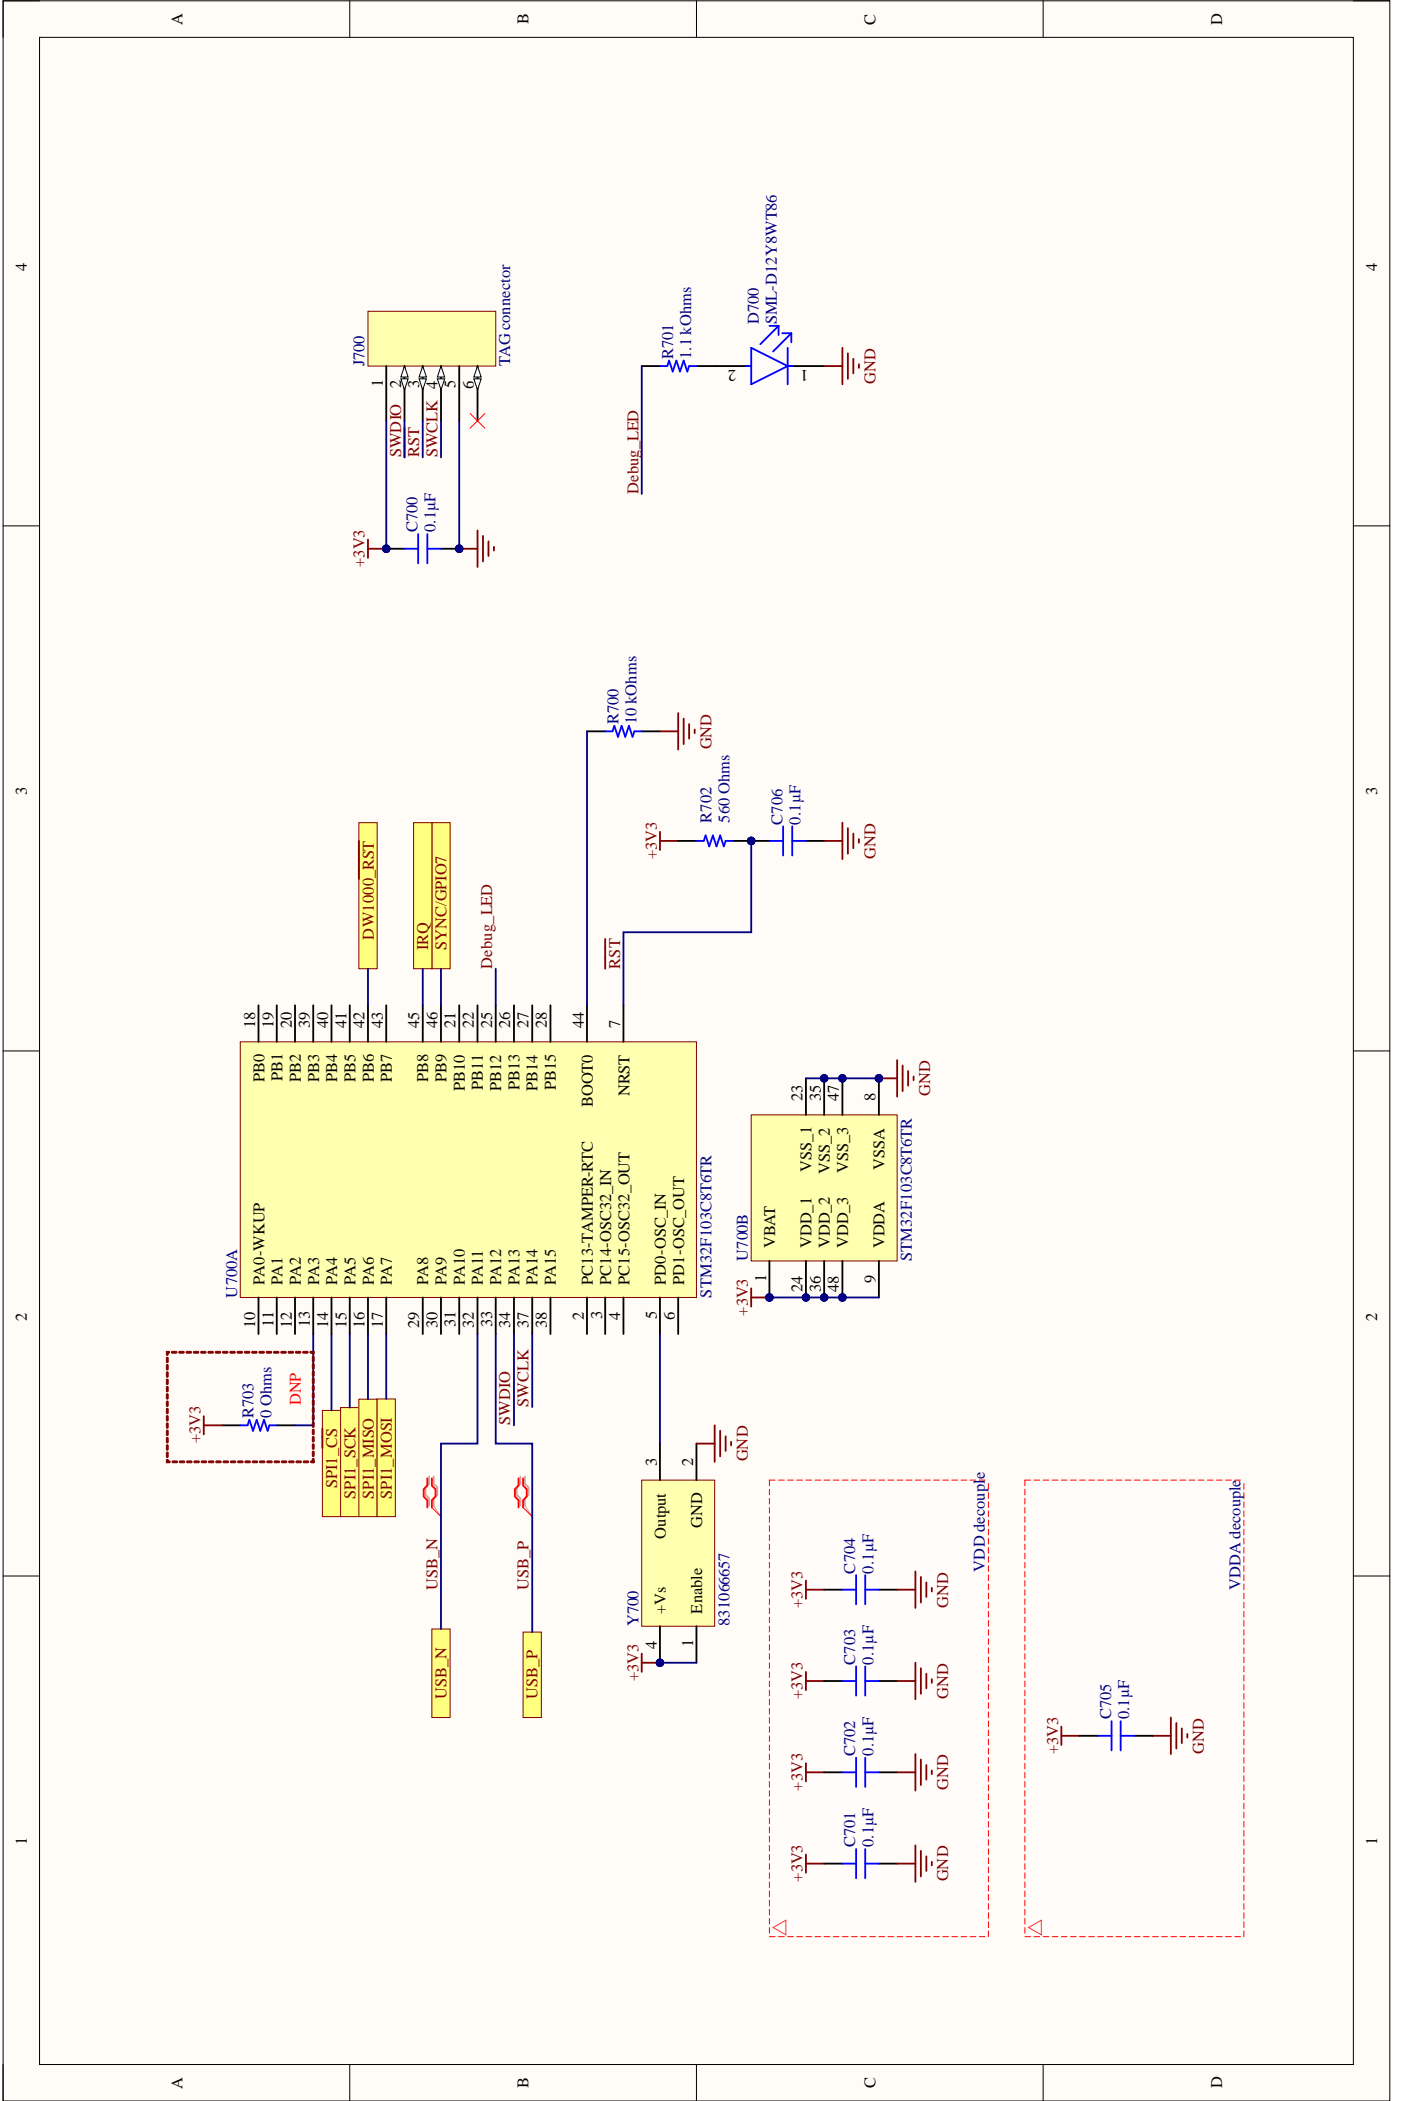 1
2
3
4
A
A
B
B
C
C
D
D
1
2
3
4
+3V3
R703
0 Ohms
DNP
SPI1_CS
SPI1_SCK
SPI1_MISO
SPI1_MOSI
USB_N
USB_N
USB_P
USB_P
SWDIO
SWCLK
U700A
10
PA0-WKUP
11
PA1
12
PA2
13
PA3
14
PA4
15
PA5
16
PA6
17
PA7
29
PA8
30
PA9
31
PA10
32
PA11
33
PA12
34
PA13
37
PA14
38
PA15
2
PC13-TAMPER-RTC
3
PC14-OSC32_IN
4
PC15-OSC32_OUT
5
PD0-OSC_IN
6
PD1-OSC_OUT
PB0
18
PB1
19
PB2
20
PB3
39
PB4
40
PB5
41
PB6
42
PB7
43
PB8
45
PB9
46
PB10
21
PB11
22
PB12
25
PB13
26
PB14
27
PB15
28
BOOT0
44
NRST
7
STM32F103C8T6TR
DW1000_RST
IRQ
SYNC/GPIO7
Debug_LED
RST
R700
10 kOhms
GND
+3V3
R702
560 Ohms
C706
0.1µF
GND
+3V3
C700
0.1µF
J700
1
SWDIO
2
RST
3
SWCLK
4
5
6
TAG connector
Debug_LED
R701
1.1 kOhms
2
D700
SML-D12Y8WT86
1
GND
Y700
+3V3
4
+Vs
Output
3
1
Enable
GND
2
831066657
GND
U700B
+3V3
1
VBAT
24
VDD_1
VSS_1
23
36
VDD_2
VSS_2
35
48
VDD_3
VSS_3
47
9
VDDA
VSSA
8
STM32F103C8T6TR
GND
+3V3
C701
0.1µF
GND
+3V3
C702
0.1µF
GND
+3V3
C703
0.1µF
GND
+3V3
C704
0.1µF
GND
VDD decouple
+3V3
C705
0.1µF
GND
VDDA decouple